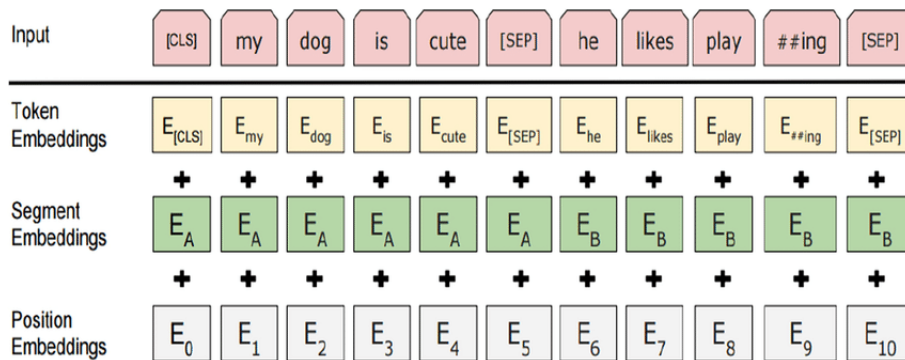 Input [CLS] my dog is cute [SEP] he likes play ##ing [SEP]
Token Embeddings E[CLS] Emy Edog Eis Ecute E[SEP] Ehe Elikes Eplay E##ing E[SEP]
+ + + + + + + + + + +
Segment Embeddings EA EA EA EA EA EA EB EB EB EB EB
+ + + + + + + + + + +
Position Embeddings E0 E1 E2 E3 E4 E5 E6 E7 E8 E9 E10